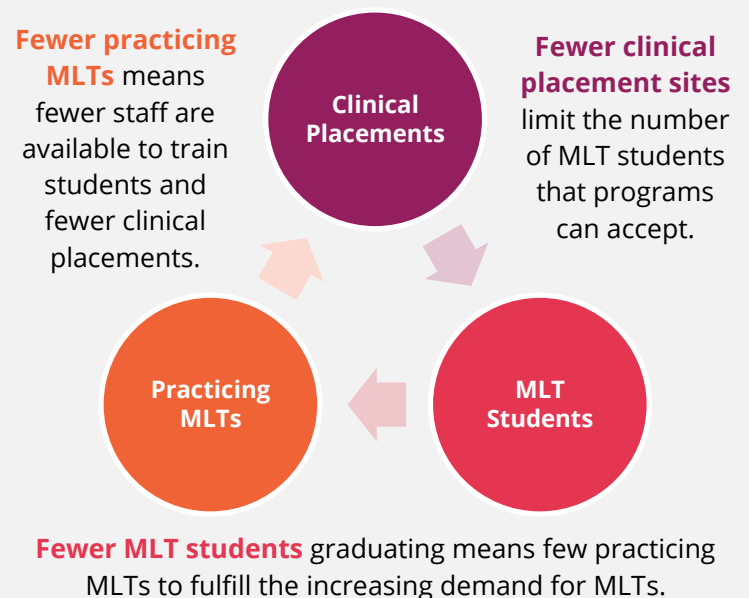 Fewer practicing
MLTs means
fewer staff are
available to train
students and
fewer clinical
placements.
Clinical
Placements
Fewer clinical
placement sites
limit the number
of MLT students
that programs
can accept.
Practicing
MLTs
MLT
Students
Fewer MLT students graduating means few practicing
MLTs to fulfill the increasing demand for MLTs.